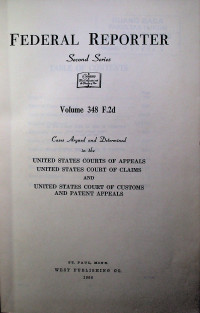 FEDERAL REPORTER
Second Series
Volume 348 F.2d
Cases Argued and Determined
in the
UNITED STATES COURTS OF APPEALS
UNITED STATES COURT OF CLAIMS
AND
UNITED STATES COURT OF CUSTOMS
AND PATENT APPEALS
ST. PAUL, MINN.
WEST PUBLISHING CO.